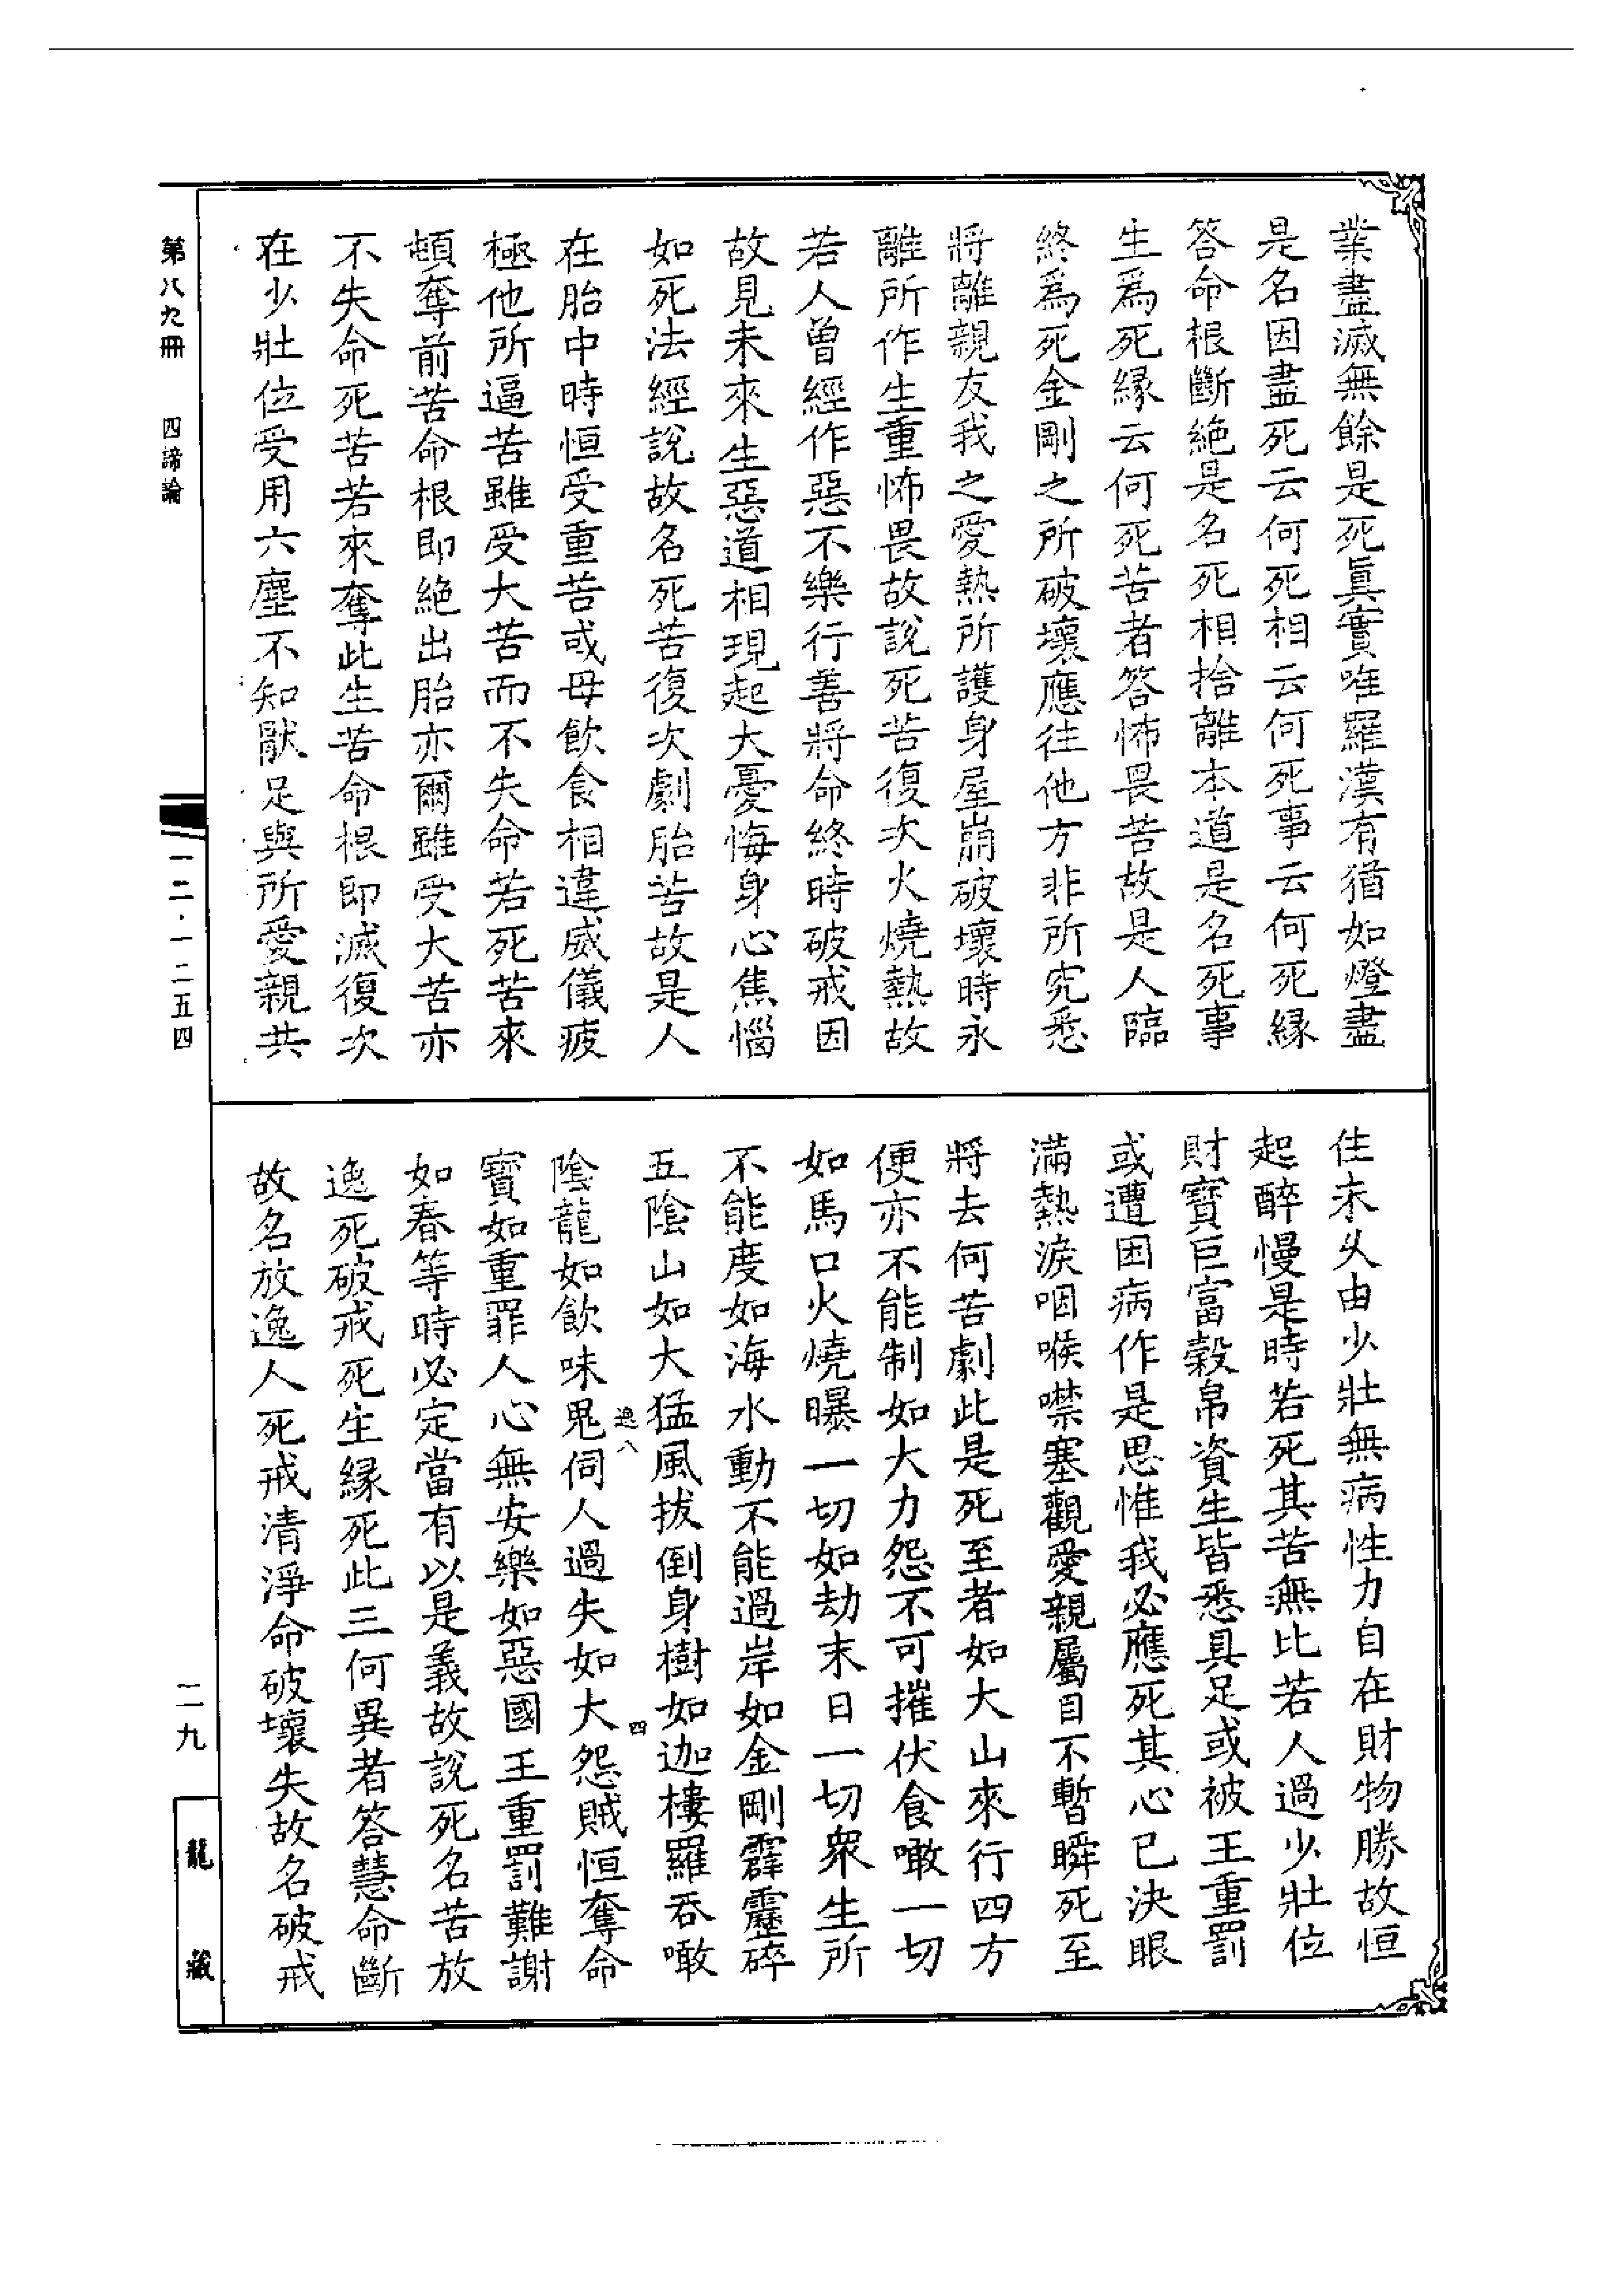 業盡滅無餘是死眞實唯羅漢有猶如燈盡
是名因盡死云何死相云何死事云何死緣
答命根斷絶是名死相捨離本道是名死事
生爲死緣云何死苦者答怖畏苦故是人臨
終爲死金剛之所破壞應往他方非所究悉
將離親友我之愛熱所護身屋崩破壞時永
離所作生重怖畏故說死苦復次火燒熱故
若人曾經作惡不樂行善將命終時破戒因
故見未來生惡道相現起大憂悔身心焦惱
如死法經說故名死苦復次劇胎苦故是人
在胎中時恒受重苦或母飲食相違威儀疲
極他所逼苦雖受大苦而不失命若死苦來
頓奪前苦命根即絶出胎亦爾雖受大苦亦
不失命死苦若來奪此生苦命根即滅復次
在少壯位受用六塵不知厭足與所愛親共
住未久由少壯無病性力自在財物勝故恒
起醉慢是時若死其苦無比若人過少壯位
財寶巨富穀帛資生皆悉具足或被王重罰
或遭困病作是思惟我必應死其心已決眼
滿熱淚咽喉噤塞觀愛親屬目不暫瞬死至
將去何苦劇此是死至者如大山來行四方
便亦不能制如大力怨不可摧伏食噉一切
如馬口火燒曝一切如劫末日一切衆生所
不能度如海水動不能過岸如金剛霹靂碎
五陰山如大猛風拔倒身樹如迦樓羅吞噉
陰龍如飲味鬼伺人過失如大怨賊恒奪命
寶如重罪人心無安樂如惡國王重罰難謝
如春等時必定當有以是義故說死名苦放
逸死破戒死生緣死此三何異者答慧命斷
故名放逸人死戒清淨命破壞失故名破戒
逸八
四
第八九冊 四諦論
一二·一二五四
二九
龍藏